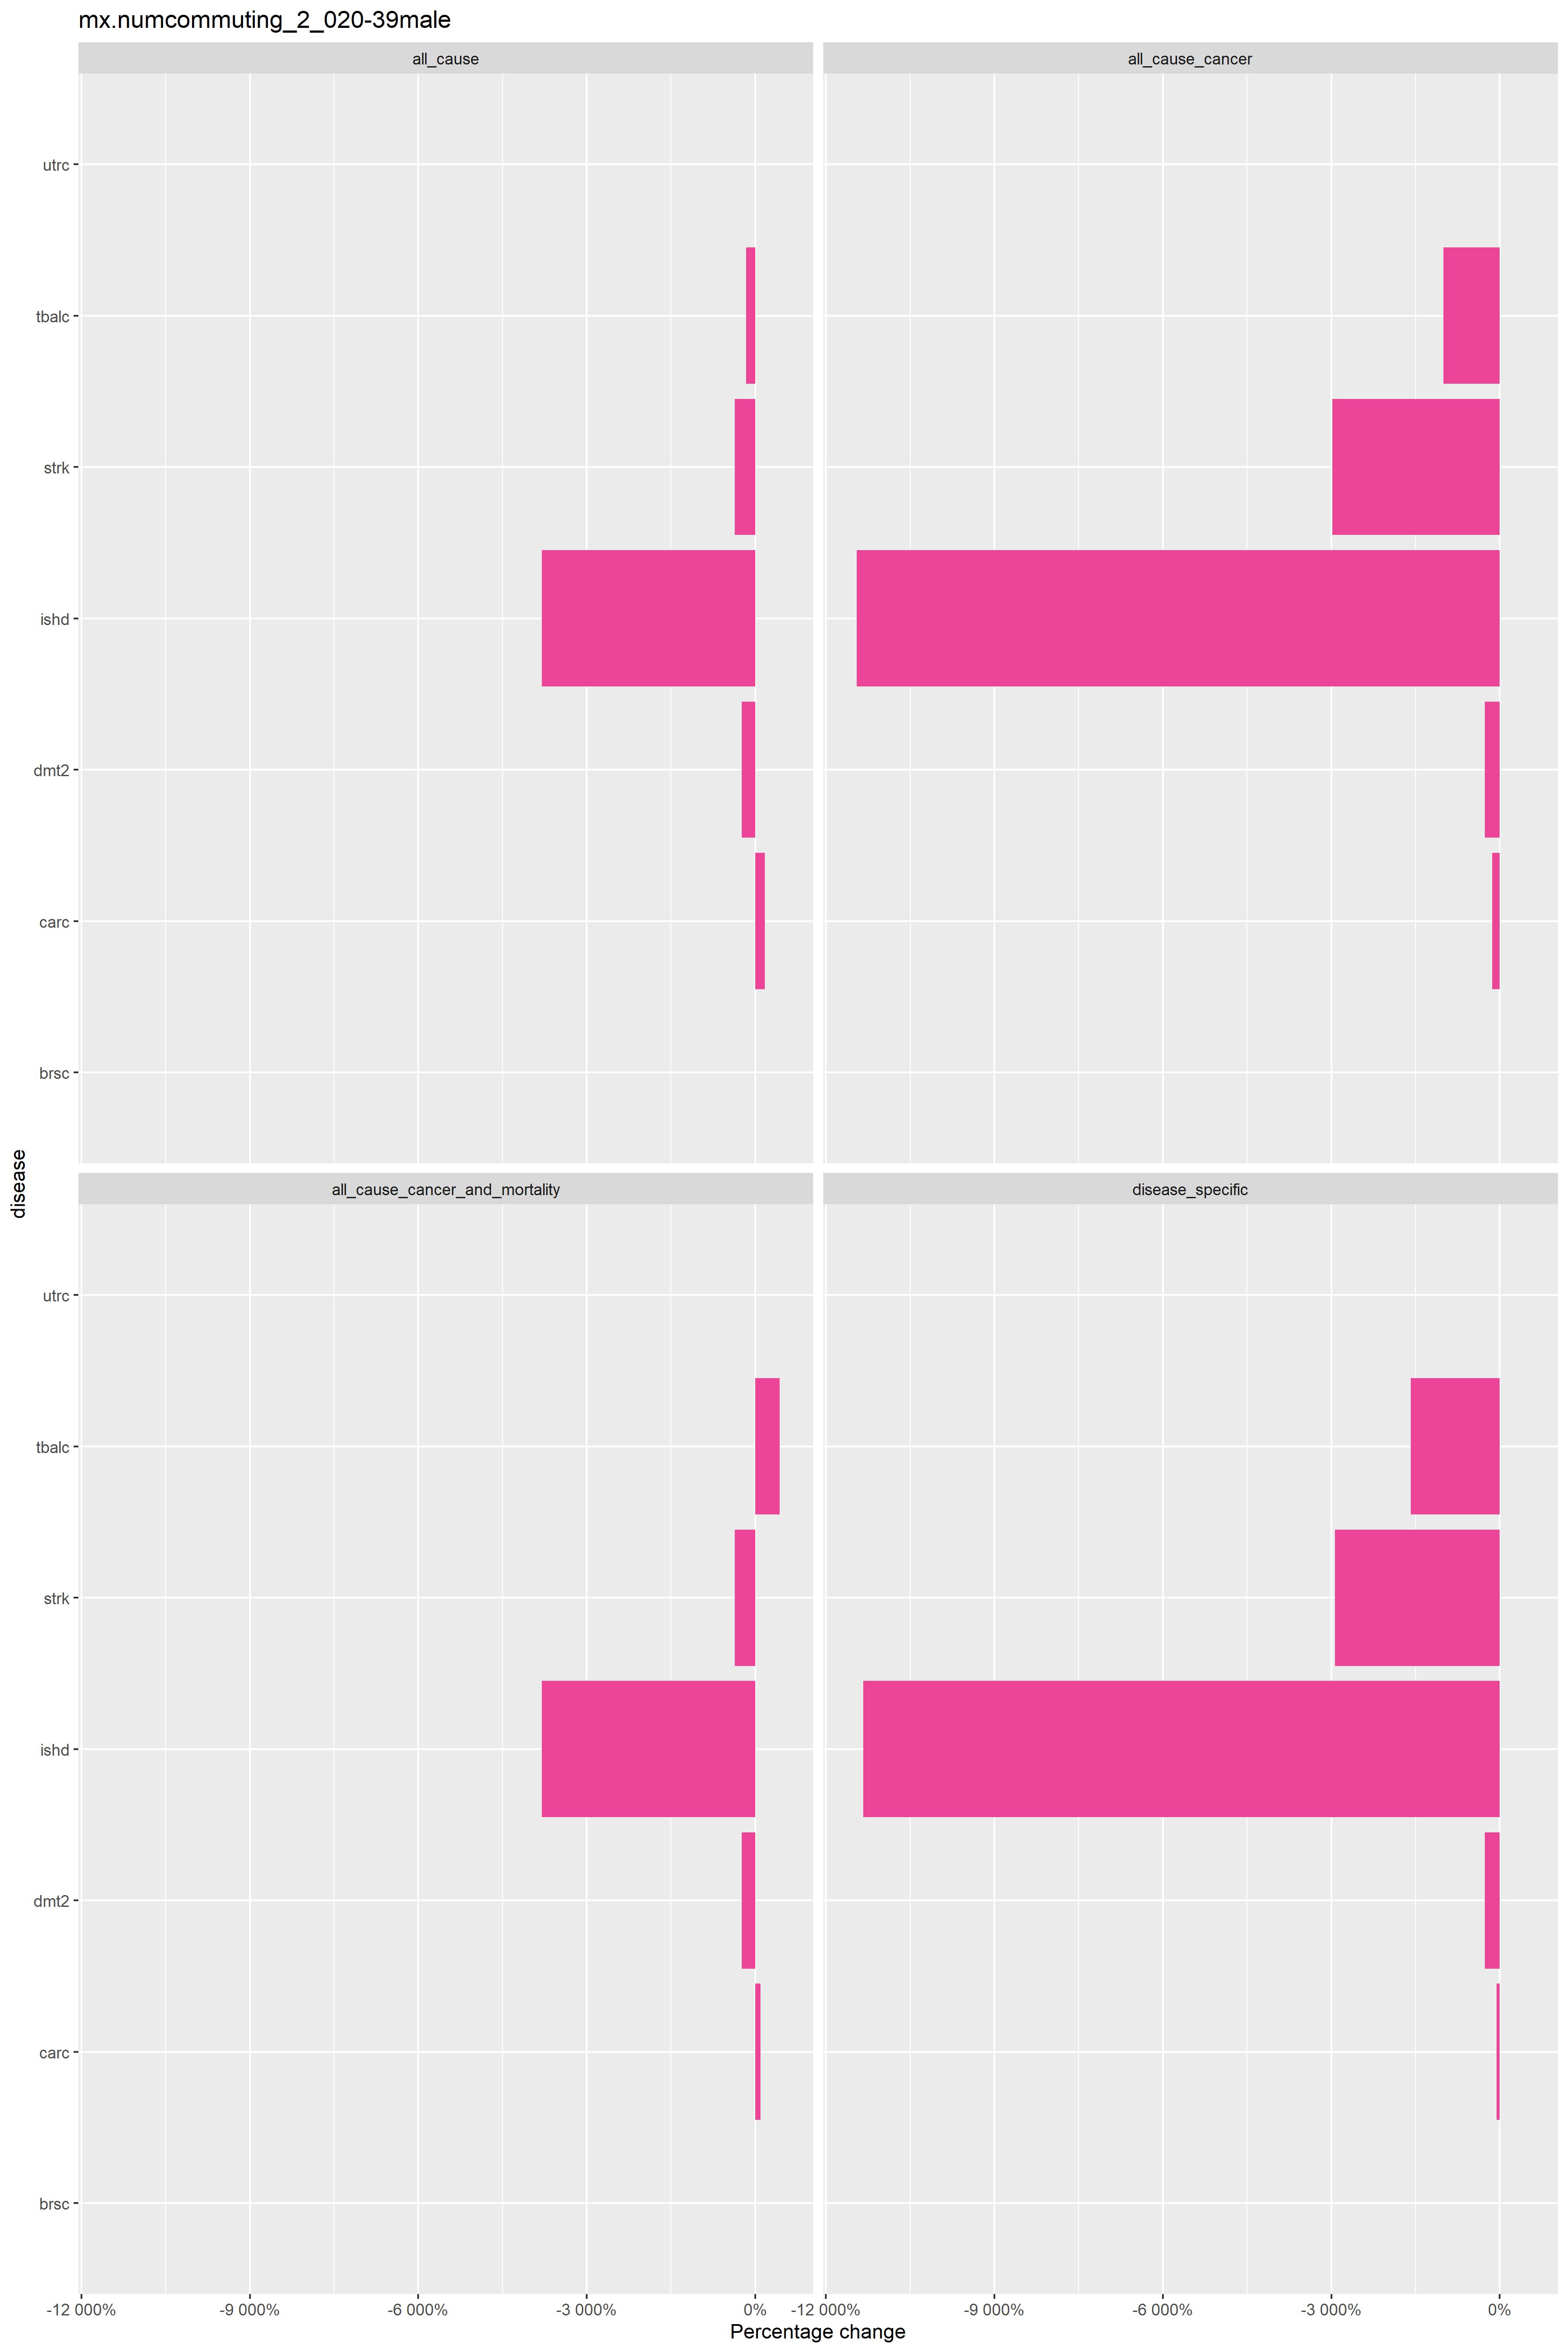 mx.numcommuting_2_020-39male
all_cause
all_cause_cancer
utrc
tbalc
strk
ishd
dmt2
carc
brsc
disease
all_cause_cancer_and_mortality
disease_specific
utrc
tbalc
strk
ishd
dmt2
carc
brsc
-12 000% -9 000% -6 000% -3 000% 0% -12 000% -9 000% -6 000% -3 000% 0%
Percentage change